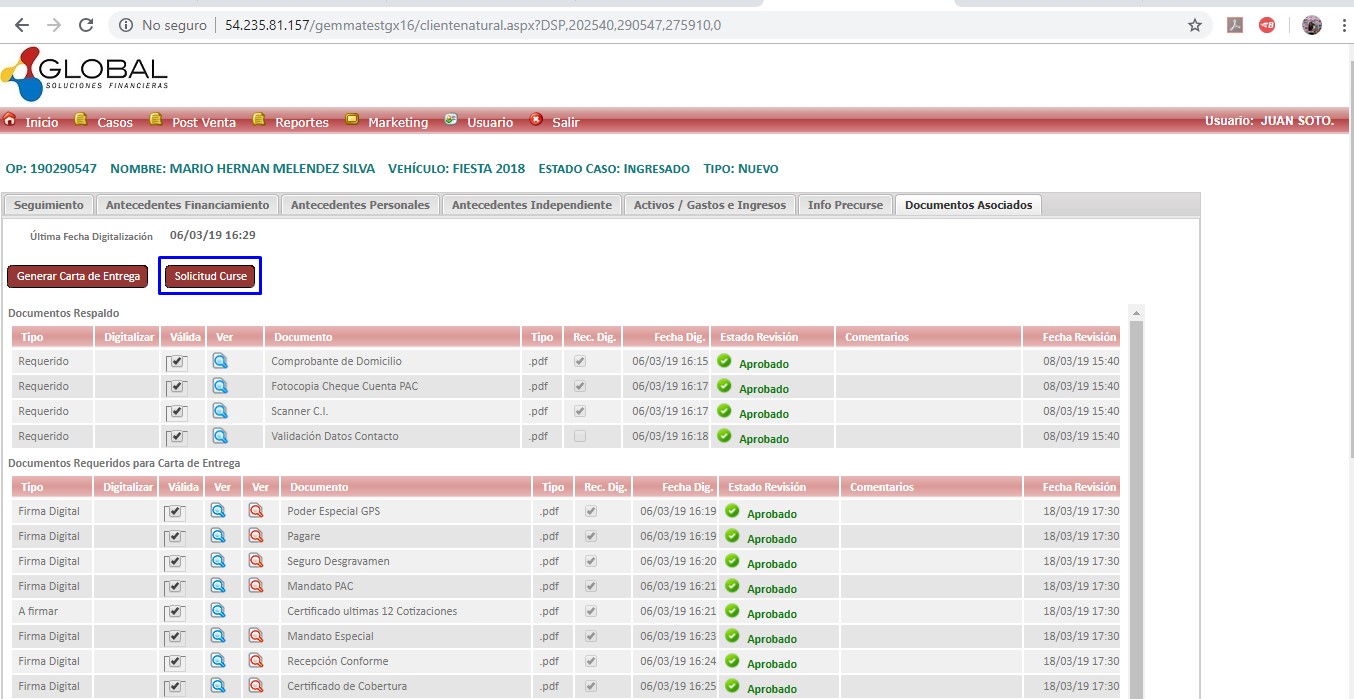 No seguro | 54.235.81.157/gemmatestgx16/clientenatural.aspx?DSP,202540,290547,275910,0
GLOBAL
SOLUCIONES FINANCIERAS
Inicio Casos Post Venta Reportes Marketing Usuario Salir Usuario: JUAN SOTO.
OP: 190290547 NOMBRE: MARIO HERNAN MELENDEZ SILVA VEHÍCULO: FIESTA 2018 ESTADO CASO: INGRESADO TIPO: NUEVO
Seguimiento Antecedentes Financiamiento Antecedentes Personales Antecedentes Independiente Activos / Gastos e Ingresos Info Precurse Documentos Asociados
Última Fecha Digitalización 06/03/19 16:29
Generar Carta de Entrega Solicitud Curse
Documentos Respaldo
Tipo Digitalizar Válida Ver Documento Tipo Rec. Dig. Fecha Dig. Estado Revisión Comentarios Fecha Revisión
Requerido Comprobante de Domicilio .pdf 06/03/19 16:15 Aprobado 08/03/19 15:40
Requerido Fotocopia Cheque Cuenta PAC .pdf 06/03/19 16:17 Aprobado 08/03/19 15:40
Requerido Scanner C.I. .pdf 06/03/19 16:17 Aprobado 08/03/19 15:40
Requerido Validación Datos Contacto .pdf 06/03/19 16:18 Aprobado 08/03/19 15:40
Documentos Requeridos para Carta de Entrega
Tipo Digitalizar Válida Ver Ver Documento Tipo Rec. Dig. Fecha Dig. Estado Revisión Comentarios Fecha Revisión
Firma Digital Poder Especial GPS .pdf 06/03/19 16:19 Aprobado 18/03/19 17:30
Firma Digital Pagare .pdf 06/03/19 16:19 Aprobado 18/03/19 17:30
Firma Digital Seguro Desgravamen .pdf 06/03/19 16:20 Aprobado 18/03/19 17:30
Firma Digital Mandato PAC .pdf 06/03/19 16:21 Aprobado 18/03/19 17:30
A firmar Certificado ultimas 12 Cotizaciones .pdf 06/03/19 16:21 Aprobado 18/03/19 17:30
Firma Digital Mandato Especial .pdf 06/03/19 16:23 Aprobado 18/03/19 17:30
Firma Digital Recepción Conforme .pdf 06/03/19 16:24 Aprobado 18/03/19 17:30
Firma Digital Certificado de Cobertura .pdf 06/03/19 16:25 Aprobado 18/03/19 17:30